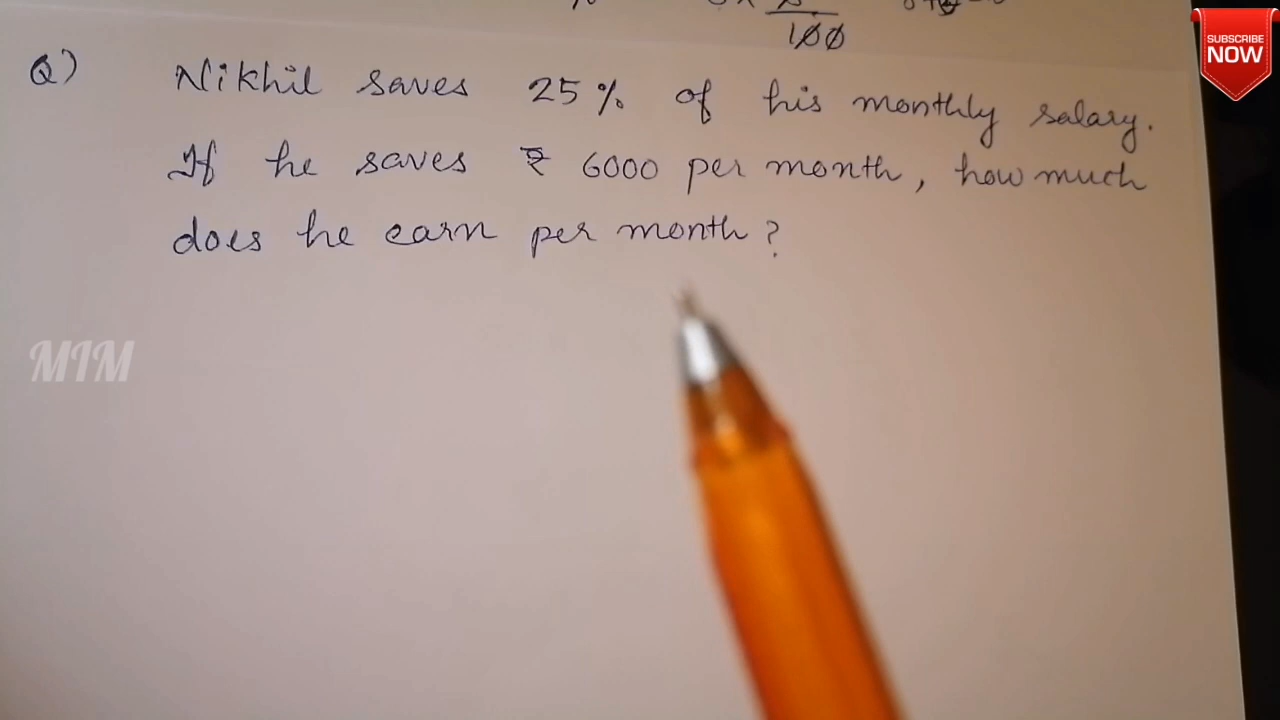 100
SUBSCRIBE
NOW
Q) Nikhil saves 25% of his monthly salary.
If he saves ₹ 6000 per month, how much
does he earn per month?
MIM